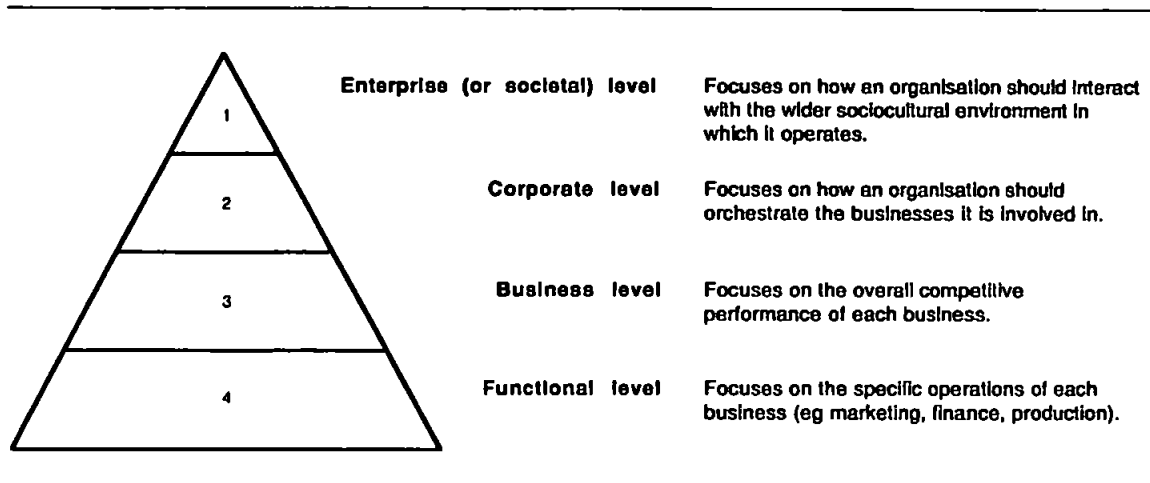 1
Enterprise (or societal) level
Focuses on how an organisation should interact
with the wider sociocultural environment in
which it operates.
2
Corporate level
Focuses on how an organisation should
orchestrate the businesses it is involved in.
3
Business level
Focuses on the overall competitive
performance of each business.
4
Functional level
Focuses on the specific operations of each
business (eg marketing, finance, production).